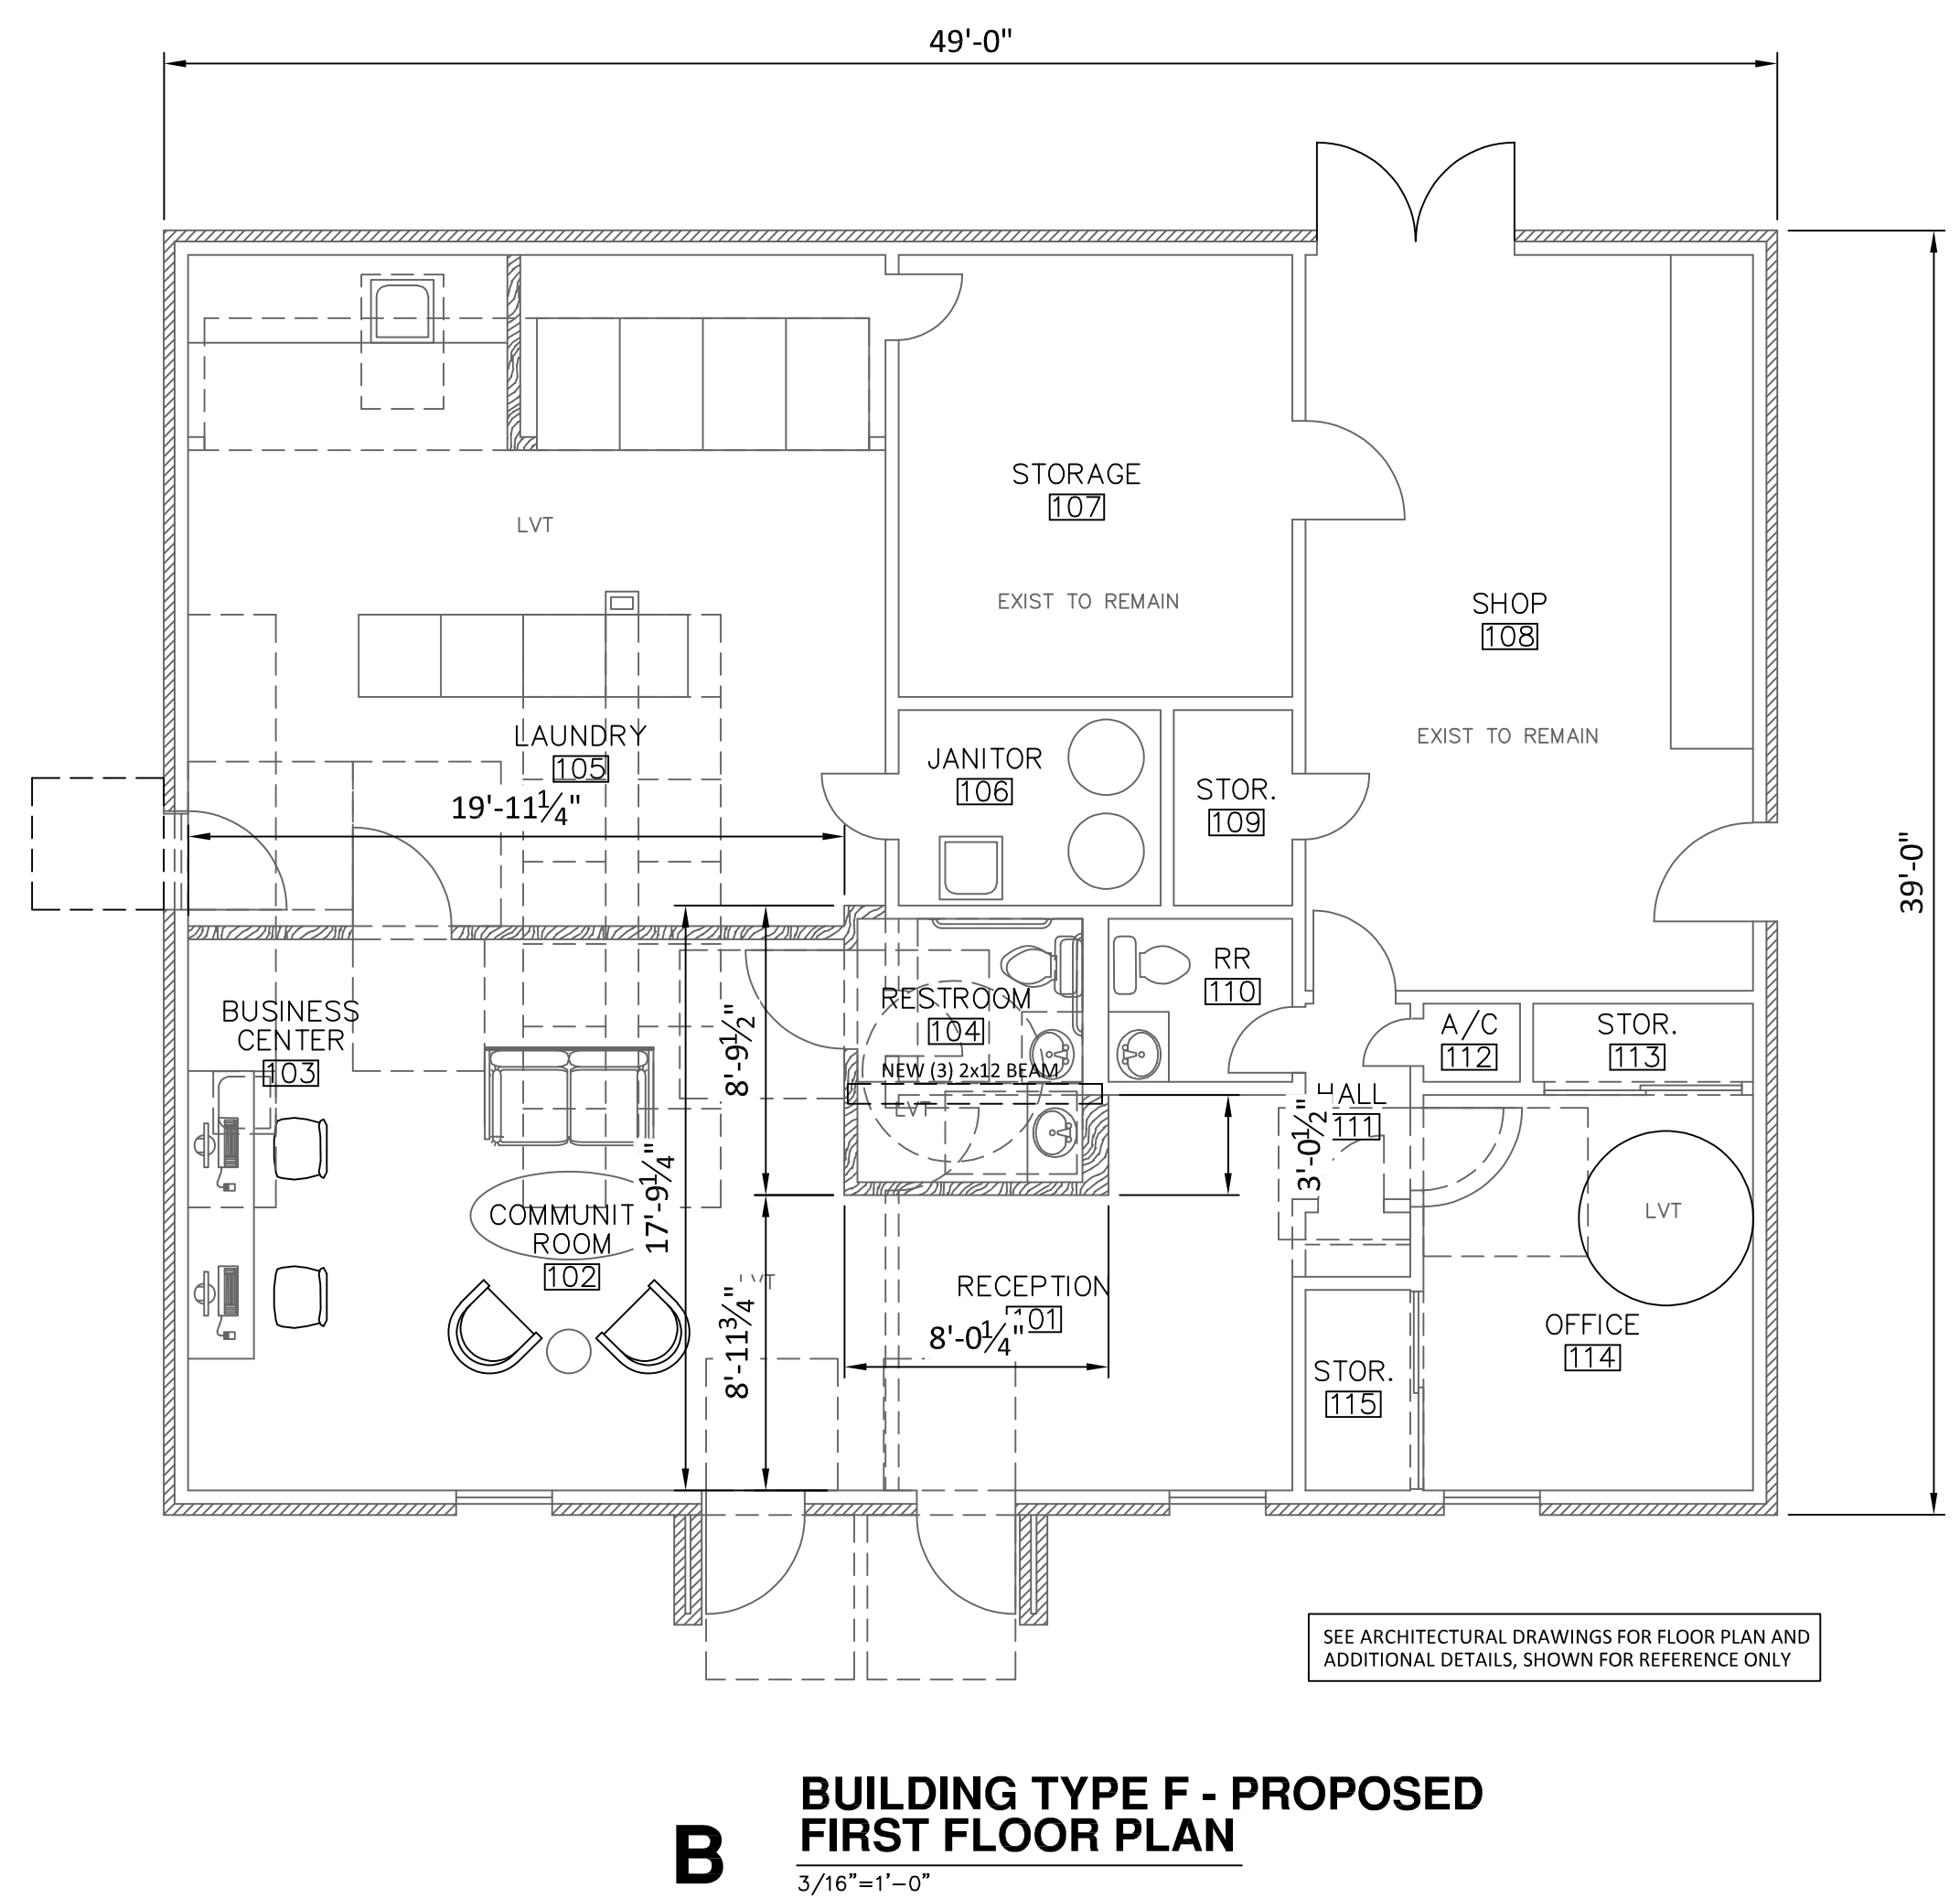 49'-0"
STORAGE
107
LVT
EXIST TO REMAIN
SHOP
108
EXIST TO REMAIN
LAUNDRY
105
19'-11¼"
JANITOR
106
STOR.
109
39'-0"
BUSINESS
CENTER
103
RESTROOM
104
RR
110
A/C
112
STOR.
113
8'-9½"
NEW (3) 2x12 BEAM
LVT
HALL
111
3'-0½"
17'-9¼"
COMMUNIT
ROOM
102
LVT
8'-11¾"
RECEPTION
101
8'-0¼"
LVT
OFFICE
114
STOR.
115
SEE ARCHITECTURAL DRAWINGS FOR FLOOR PLAN AND
ADDITIONAL DETAILS, SHOWN FOR REFERENCE ONLY
B
BUILDING TYPE F - PROPOSED
FIRST FLOOR PLAN
3/16"=1'-0"